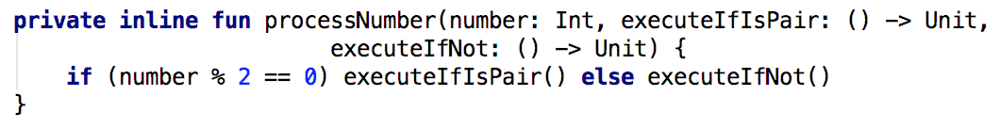 private inline fun processNumber(number: Int, executeIfIsPair: () -> Unit,
                        executeIfNot: () -> Unit) {
    if (number % 2 == 0) executeIfIsPair() else executeIfNot()
}